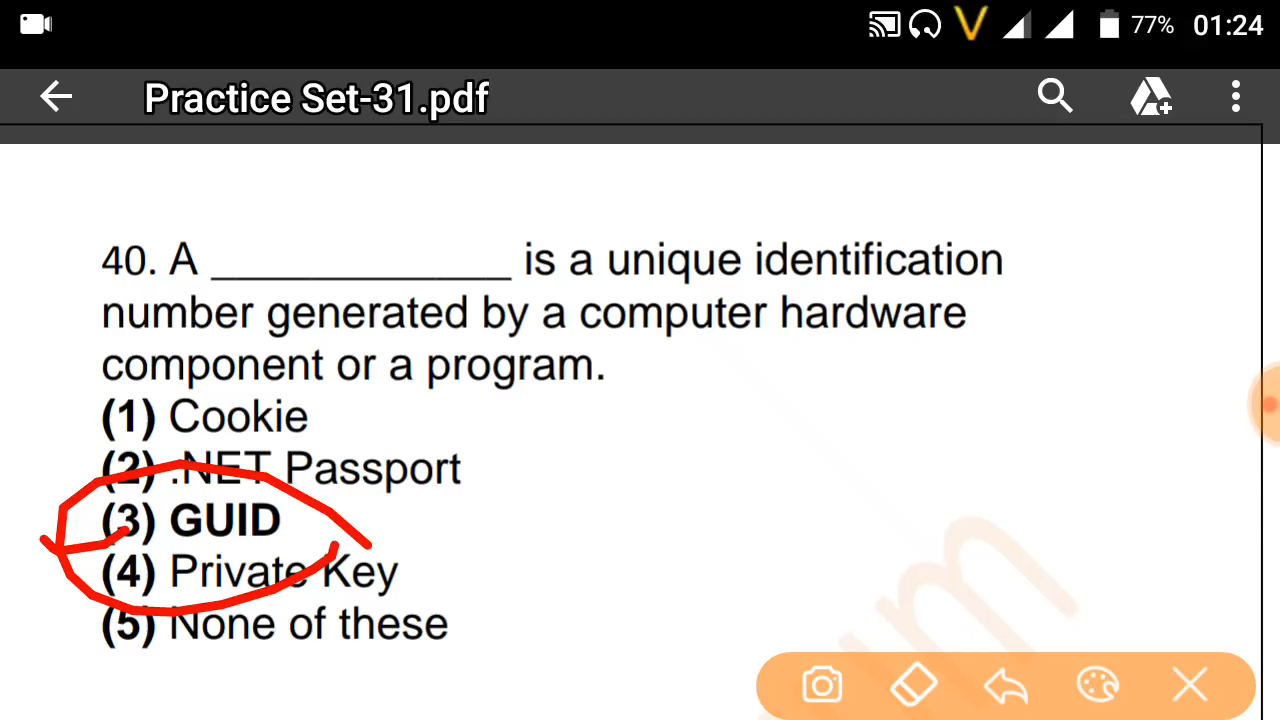 77% 01:24
Practice Set-31.pdf
40. A ____________ is a unique identification
number generated by a computer hardware
component or a program.
(1) Cookie
(2) .NET Passport
(3) GUID
(4) Private Key
(5) None of these